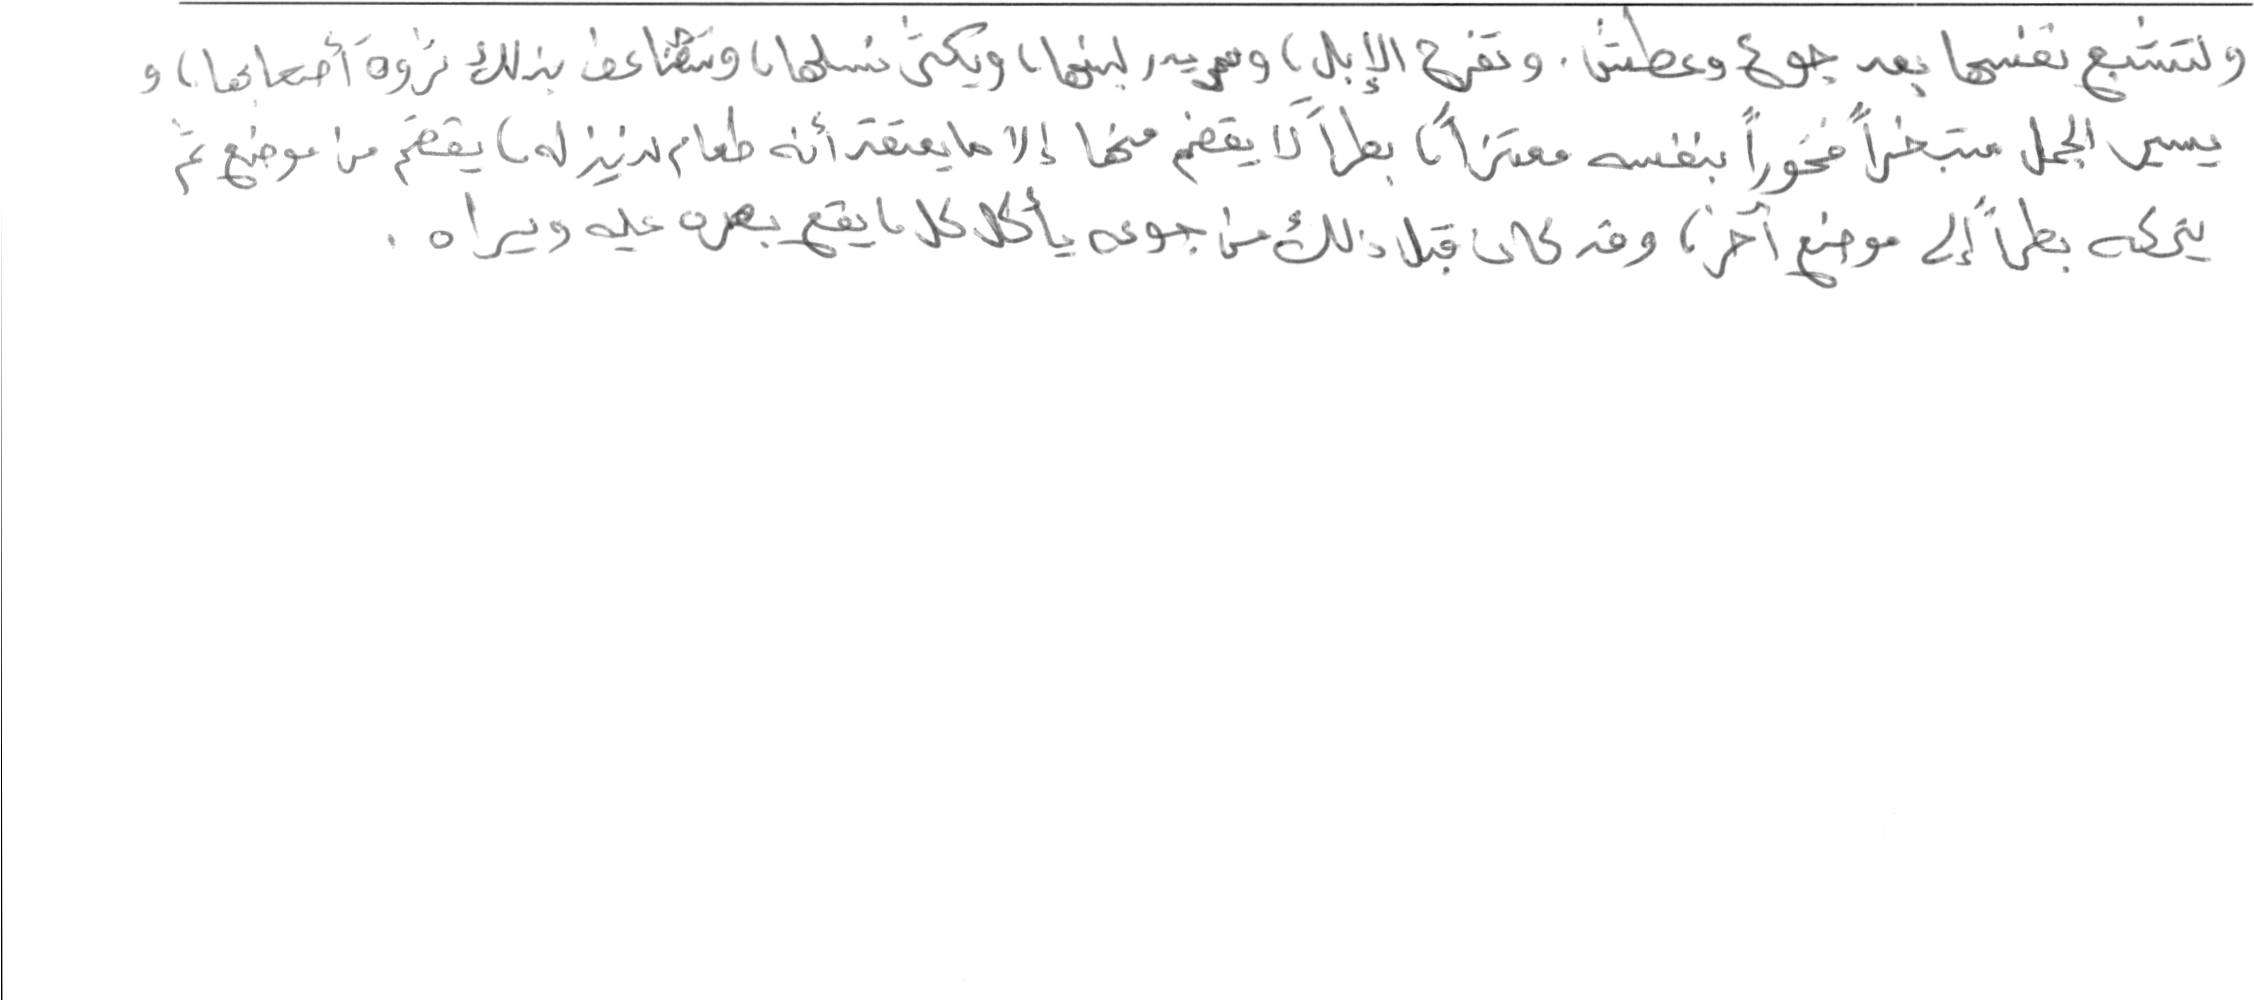 ولتشبع نفسها بعد جوع وعطش. وتفرح الإبل، ويدر لبنها، ويكثر نسلها، وتتضاعف بذلك ثروة أصحابها، و
يسير الجمل متبختراً فخوراً بنفسه معتزاً، بطراً لا يقضم منها إلا ما يعتقد أنه طعام لذيذ له، يقضم من موضع ثم
يتركه بطراً إلى موضع آخر، وقد كان قبل ذلك من جوعه يأكل كل ما يقع بصره عليه ويراه.